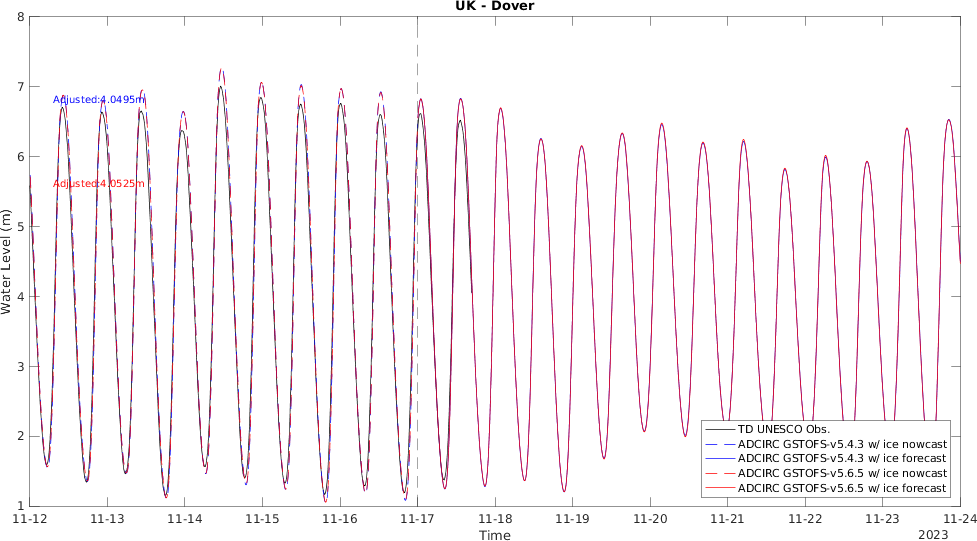 UK - Dover
8
7
6
5
4
3
2
1
Water Level (m)
Adjusted:4.0495m
Adjusted:4.0525m
TD UNESCO Obs.
ADCIRC GSTOFS-v5.4.3 w/ ice nowcast
ADCIRC GSTOFS-v5.4.3 w/ ice forecast
ADCIRC GSTOFS-v5.6.5 w/ ice nowcast
ADCIRC GSTOFS-v5.6.5 w/ ice forecast
11-12 11-13 11-14 11-15 11-16 11-17 11-18 11-19 11-20 11-21 11-22 11-23 11-24
Time
2023